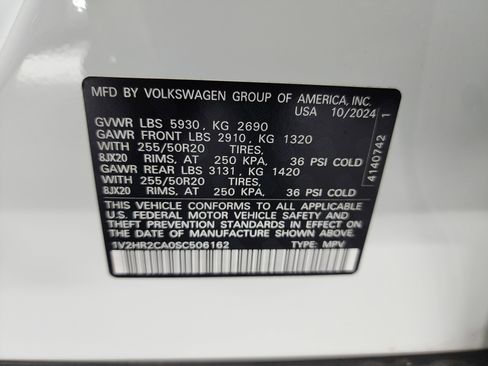 MFD BY VOLKSWAGEN GROUP OF AMERICA, INC.
USA 10/2024
GVWR LBS 5930 , KG 2690
GAWR FRONT LBS 2910 , KG 1320
WITH 255/50R20 TIRES,
8JX20 RIMS, AT 250 KPA, 36 PSI COLD
GAWR REAR LBS 3131 , KG 1420
WITH 255/50R20 TIRES,
8JX20 RIMS, AT 250 KPA, 36 PSI COLD
THIS VEHICLE CONFORMS TO ALL APPLICABLE
U.S. FEDERAL MOTOR VEHICLE SAFETY AND
THEFT PREVENTION STANDARDS IN EFFECT ON
THE DATE OF MANUFACTURE SHOWN ABOVE.
1V2HR2CA0SC506162 TYPE: MPV
4140742 1